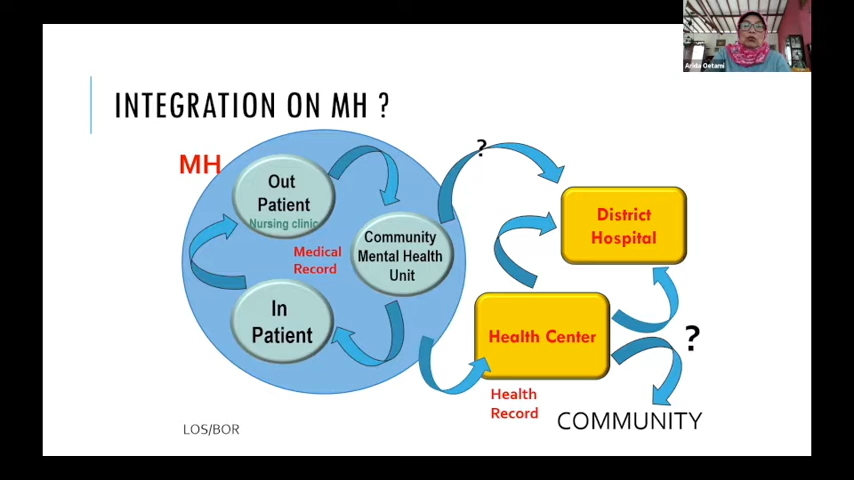 Arida Oetami
INTEGRATION ON MH ?
MH
Out
Patient
Nursing clinic
Medical
Record
Community
Mental Health
Unit
In
Patient
?
District
Hospital
Health Center
?
Health
Record
COMMUNITY
LOS/BOR